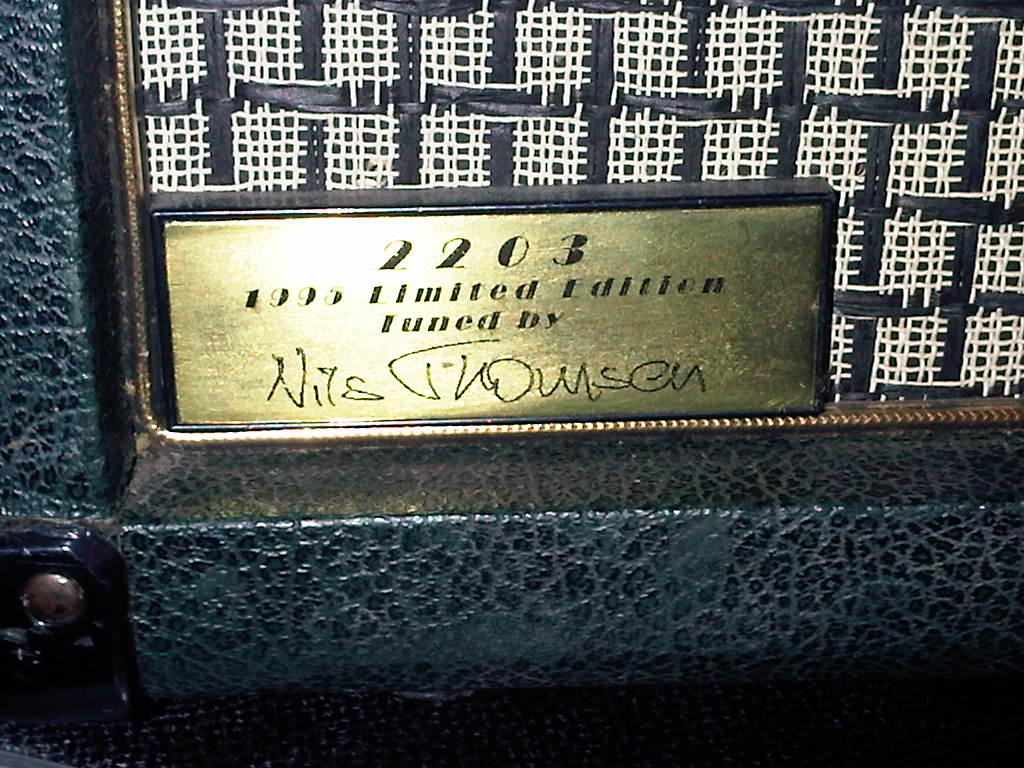 2203
1995 Limited Edition
Tuned by
Nils Thomsen